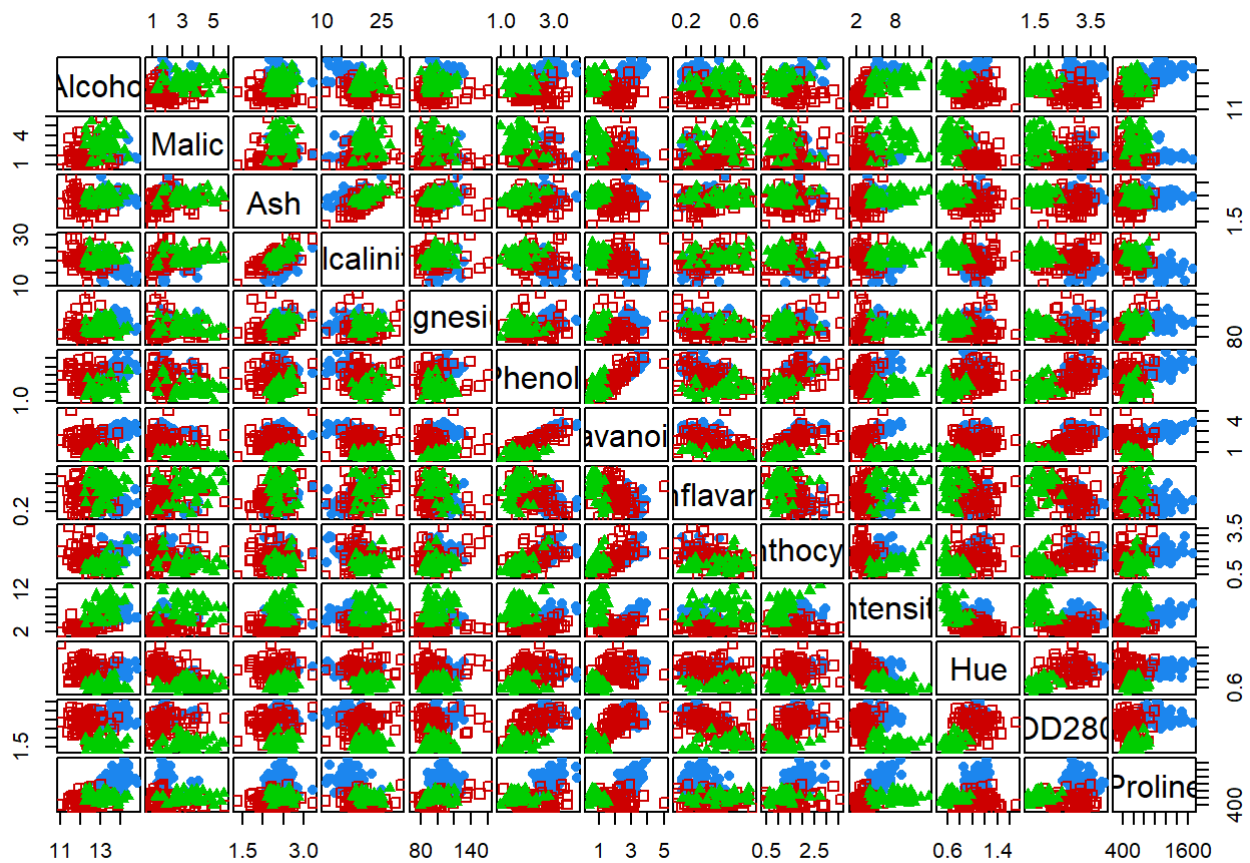 1 3 5 10 25 1.0 3.0 0.2 0.6 2 8 1.5 3.5
Alcoho
11
4 1 Malic
Ash
1.5
30 10 lcalinit
gnesi
80
1.0 Phenol
avanoi
4 1
0.2 nflavan
nthocy
3.5 0.5
12 2 ntensit
Hue
0.6
1.5 OD280
Proline
400
11 13 1.5 3.0 80 140 1 3 5 0.5 2.5 0.6 1.4 400 1600